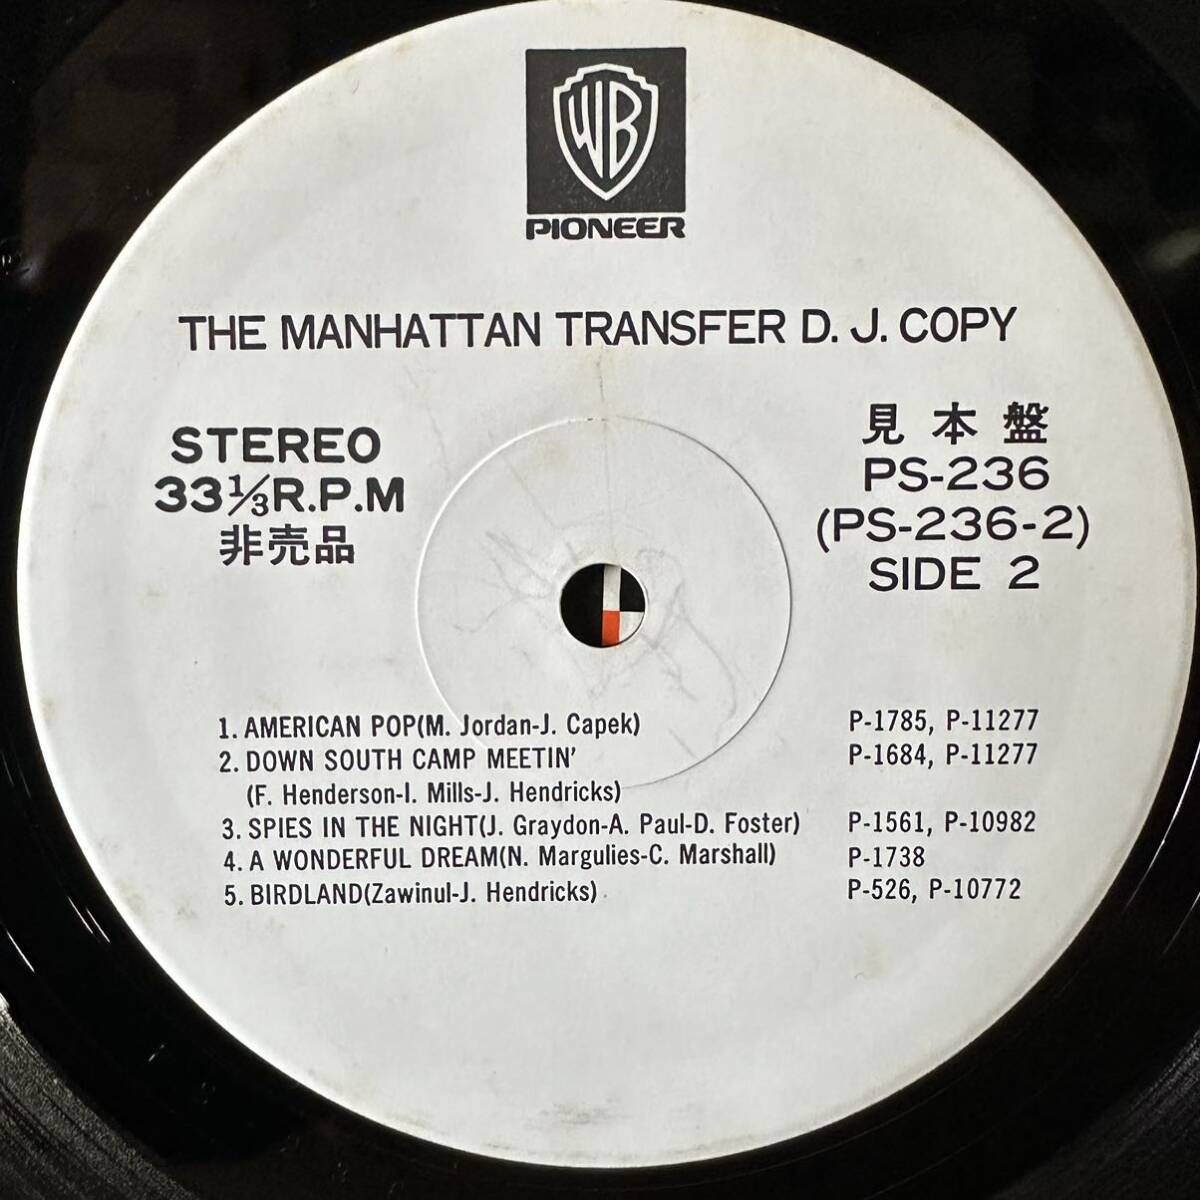 WB
PIONEER
THE MANHATTAN TRANSFER D. J. COPY
STEREO
33⅓R.P.M
非売品
見本盤
PS-236
(PS-236-2)
SIDE 2
1. AMERICAN POP(M. Jordan-J. Capek) P-1785, P-11277
2. DOWN SOUTH CAMP MEETIN' P-1684, P-11277
(F. Henderson-I. Mills-J. Hendricks)
3. SPIES IN THE NIGHT(J. Graydon-A. Paul-D. Foster) P-1561, P-10982
4. A WONDERFUL DREAM(N. Margulies-C. Marshall) P-1738
5. BIRDLAND(Zawinul-J. Hendricks) P-526, P-10772